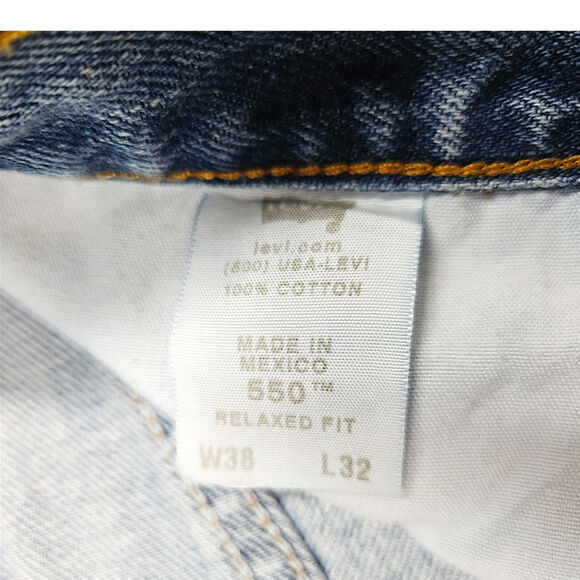 levi.com
(800) USA-LEVI
100% COTTON
MADE IN
MEXICO
550™
RELAXED FIT
W38 L32